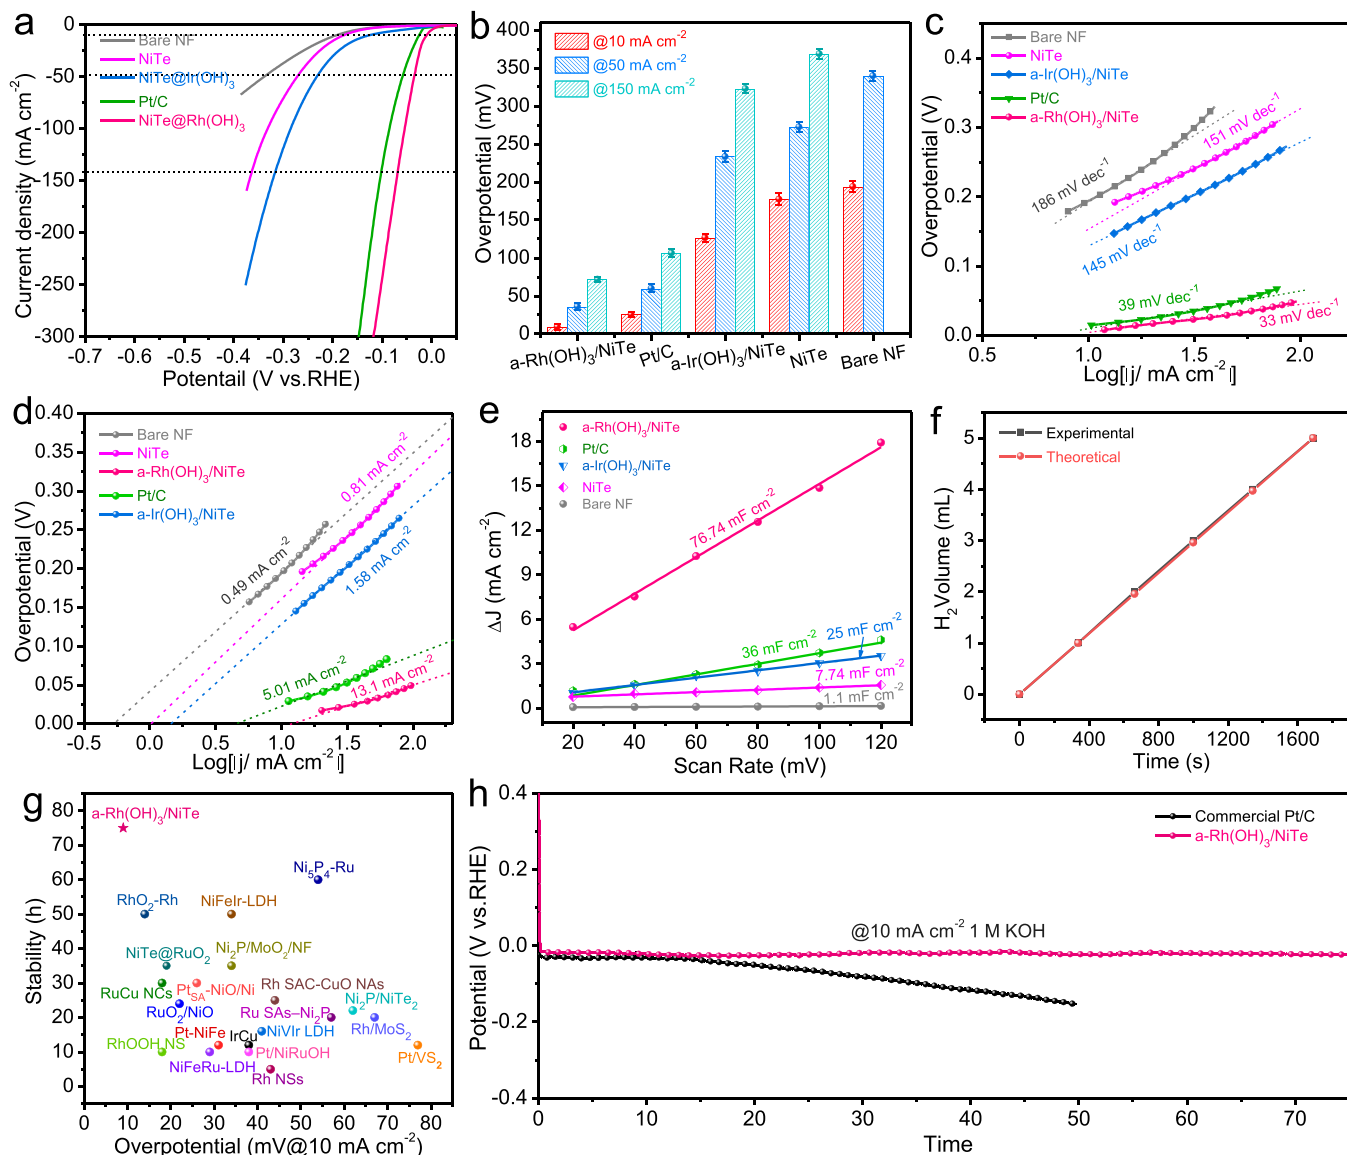 a
0
-50
-100
-150
-200
-250
-300
Current density (mA cm-2)
Bare NF
NiTe
NiTe@Ir(OH)3
Pt/C
NiTe@Rh(OH)3
-0.7 -0.6 -0.5 -0.4 -0.3 -0.2 -0.1 0.0
Potentail (V vs.RHE)
b
400
350
300
250
200
150
100
50
0
Overpotential (mV)
@10 mA cm-2
@50 mA cm-2
@150 mA cm-2
a-Rh(OH)3/NiTe Pt/C a-Ir(OH)3/NiTe NiTe Bare NF
c
0.4
0.3
0.2
0.1
0.0
Overpotential (V)
Bare NF
NiTe
a-Ir(OH)3/NiTe
Pt/C
a-Rh(OH)3/NiTe
186 mV dec-1
151 mV dec-1
145 mV dec-1
39 mV dec-1
33 mV dec-1
0.5 1.0 1.5 2.0
Log[|j/ mA cm-2|]
d
0.40
0.35
0.30
0.25
0.20
0.15
0.10
0.05
0.00
Overpotential (V)
Bare NF
NiTe
a-Rh(OH)3/NiTe
Pt/C
a-Ir(OH)3/NiTe
0.49 mA cm-2
0.81 mA cm-2
1.58 mA cm-2
5.01 mA cm-2
13.1 mA cm-2
-0.5 0.0 0.5 1.0 1.5 2.0
Log[|j/ mA cm-2|]
e
18
15
12
9
6
3
0
ΔJ (mA cm-2)
a-Rh(OH)3/NiTe
Pt/C
a-Ir(OH)3/NiTe
NiTe
Bare NF
76.74 mF cm-2
36 mF cm-2
25 mF cm-2
7.74 mF cm-2
1.1 mF cm-2
20 40 60 80 100 120
Scan Rate (mV)
f
5
4
3
2
1
0
H2 Volume (mL)
Experimental
Theoretical
0 400 800 1200 1600
Time (s)
g
80
70
60
50
40
30
20
10
0
Stability (h)
a-Rh(OH)3/NiTe
Ni5P4-Ru
RhO2-Rh
NiFeIr-LDH
NiTe@RuO2
Ni2P/MoO2/NF
RuCu NCs
PtSA-NiO/Ni
Rh SAC-CuO NAs
RuO2/NiO
Ru SAs–Ni2P
Ni2P/NiTe2
Pt-NiFe
IrCu
NiVIr LDH
Rh/MoS2
RhOOH NS
NiFeRu-LDH
Pt/NiRuOH
Pt/VS2
Rh NSs
0 10 20 30 40 50 60 70 80
Overpotential (mV@10 mA cm-2)
h
0.4
0.2
0.0
-0.2
-0.4
Potential (V vs.RHE)
Commercial Pt/C
a-Rh(OH)3/NiTe
@10 mA cm-2 1 M KOH
0 10 20 30 40 50 60 70
Time